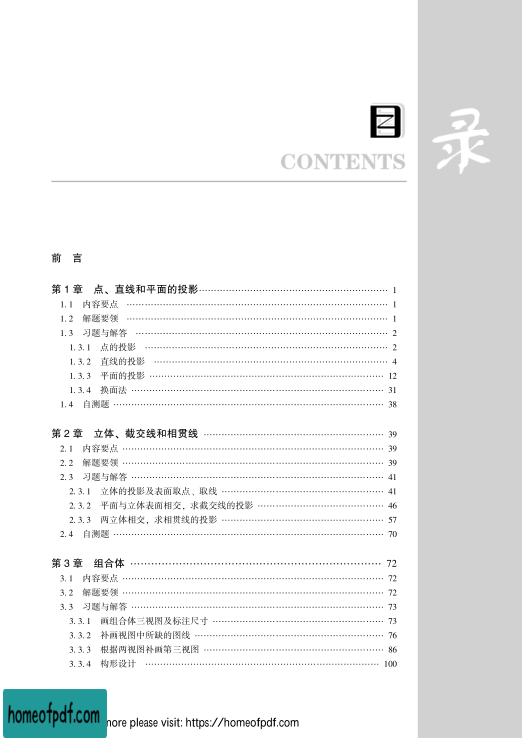 目录
CONTENTS
前 言
第 1 章 点、直线和平面的投影 …… 1
1.1 内容要点 …… 1
1.2 解题要领 …… 1
1.3 习题与解答 …… 2
1.3.1 点的投影 …… 2
1.3.2 直线的投影 …… 4
1.3.3 平面的投影 …… 12
1.3.4 换面法 …… 31
1.4 自测题 …… 38
第 2 章 立体、截交线和相贯线 …… 39
2.1 内容要点 …… 39
2.2 解题要领 …… 39
2.3 习题与解答 …… 41
2.3.1 立体的投影及表面取点、取线 …… 41
2.3.2 平面与立体表面相交，求截交线的投影 …… 46
2.3.3 两立体相交，求相贯线的投影 …… 57
2.4 自测题 …… 70
第 3 章 组合体 …… 72
3.1 内容要点 …… 72
3.2 解题要领 …… 72
3.3 习题与解答 …… 73
3.3.1 画组合体三视图及标注尺寸 …… 73
3.3.2 补画视图中所缺的图线 …… 76
3.3.3 根据两视图补画第三视图 …… 86
3.3.4 构形设计 …… 100
homeofpdf.com
more please visit: https://homeofpdf.com